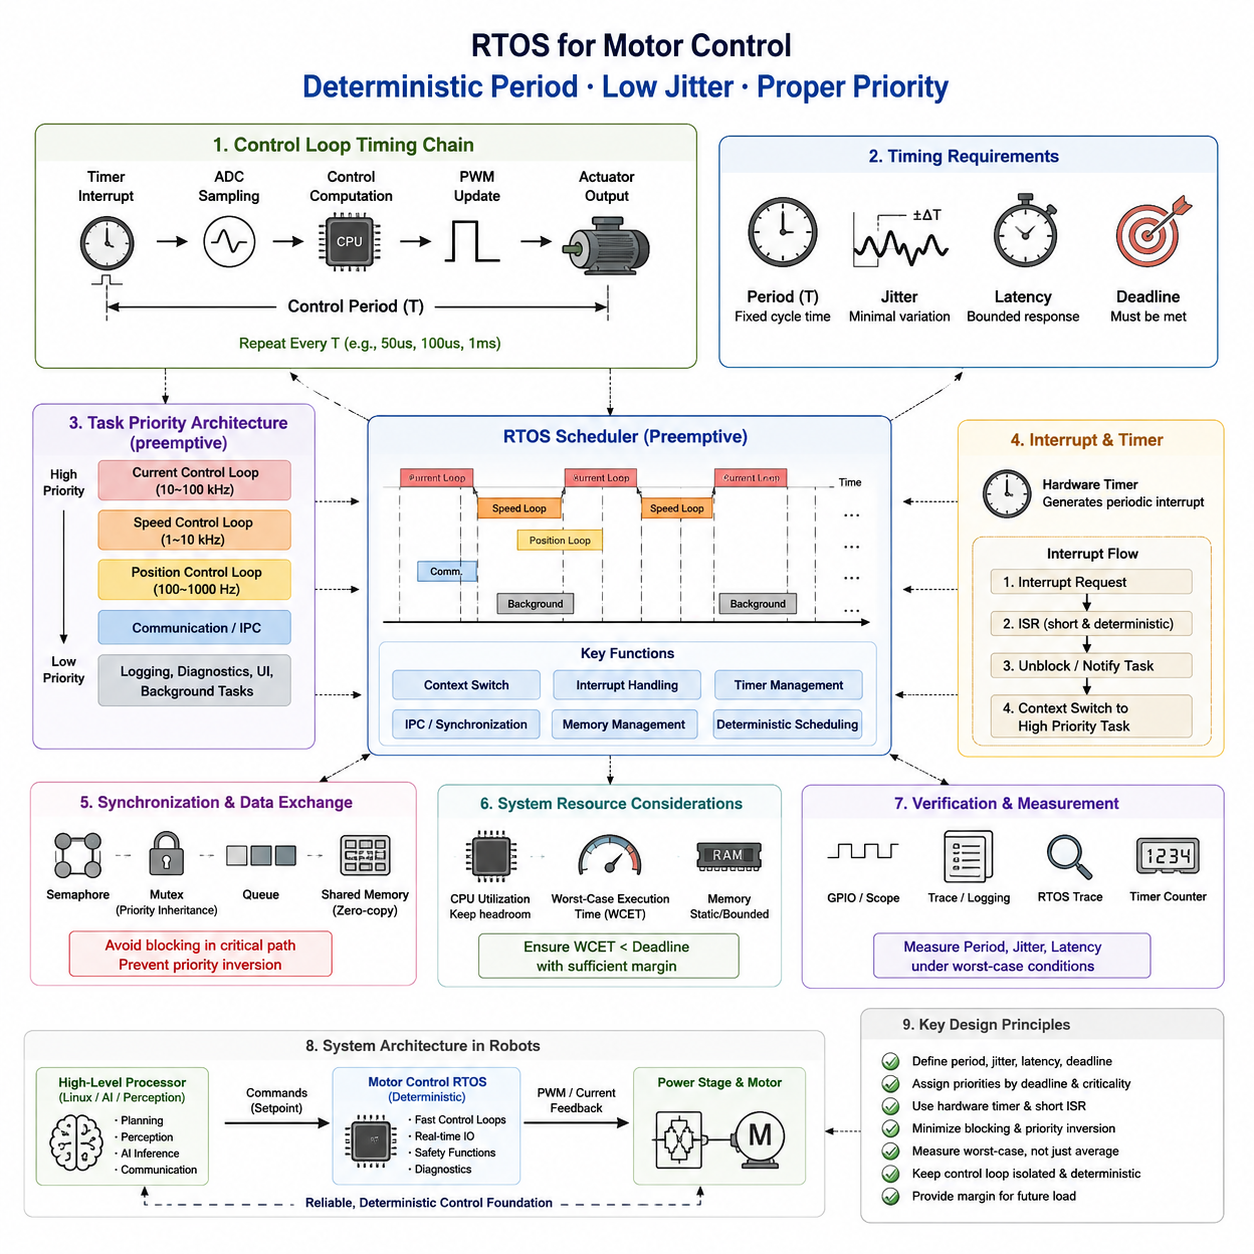 RTOS for Motor Control
Deterministic Period · Low Jitter · Proper Priority
1. Control Loop Timing Chain
Timer
Interrupt
ADC
Sampling
Control
Computation
PWM
Update
Actuator
Output
CPU
Control Period (T)
Repeat Every T (e.g., 50us, 100us, 1ms)
2. Timing Requirements
±ΔT
Period (T)
Fixed cycle time
Jitter
Minimal variation
Latency
Bounded response
Deadline
Must be met
3. Task Priority Architecture
(preemptive)
High
Priority
Low
Priority
Current Control Loop
(10~100 kHz)
Speed Control Loop
(1~10 kHz)
Position Control Loop
(100~1000 Hz)
Communication / IPC
Logging, Diagnostics, UI,
Background Tasks
RTOS Scheduler (Preemptive)
Current Loop
Current Loop
Current Loop
Time
Speed Loop
Speed Loop
...
Position Loop
...
Comm.
...
Background
Background
...
Key Functions
Context Switch
Interrupt Handling
Timer Management
IPC / Synchronization
Memory Management
Deterministic Scheduling
4. Interrupt & Timer
Hardware Timer
Generates periodic interrupt
Interrupt Flow
1. Interrupt Request
2. ISR (short & deterministic)
3. Unblock / Notify Task
4. Context Switch to
High Priority Task
5. Synchronization & Data Exchange
Semaphore
Mutex
(Priority Inheritance)
Queue
Shared Memory
(Zero-copy)
Avoid blocking in critical path
Prevent priority inversion
6. System Resource Considerations
RAM
CPU Utilization
Keep headroom
Worst-Case Execution
Time (WCET)
Memory
Static/Bounded
Ensure WCET < Deadline
with sufficient margin
7. Verification & Measurement
1234
GPIO / Scope
Trace / Logging
RTOS Trace
Timer Counter
Measure Period, Jitter, Latency
under worst-case conditions
8. System Architecture in Robots
High-Level Processor
(Linux / AI / Perception)
· Planning
· Perception
· AI Inference
· Communication
Commands
(Setpoint)
Motor Control RTOS
(Deterministic)
· Fast Control Loops
· Real-time IO
· Safety Functions
· Diagnostics
PWM / Current
Feedback
Power Stage & Motor
M
Reliable, Deterministic Control Foundation
9. Key Design Principles
Define period, jitter, latency, deadline
Assign priorities by deadline & criticality
Use hardware timer & short ISR
Minimize blocking & priority inversion
Measure worst-case, not just average
Keep control loop isolated & deterministic
Provide margin for future load